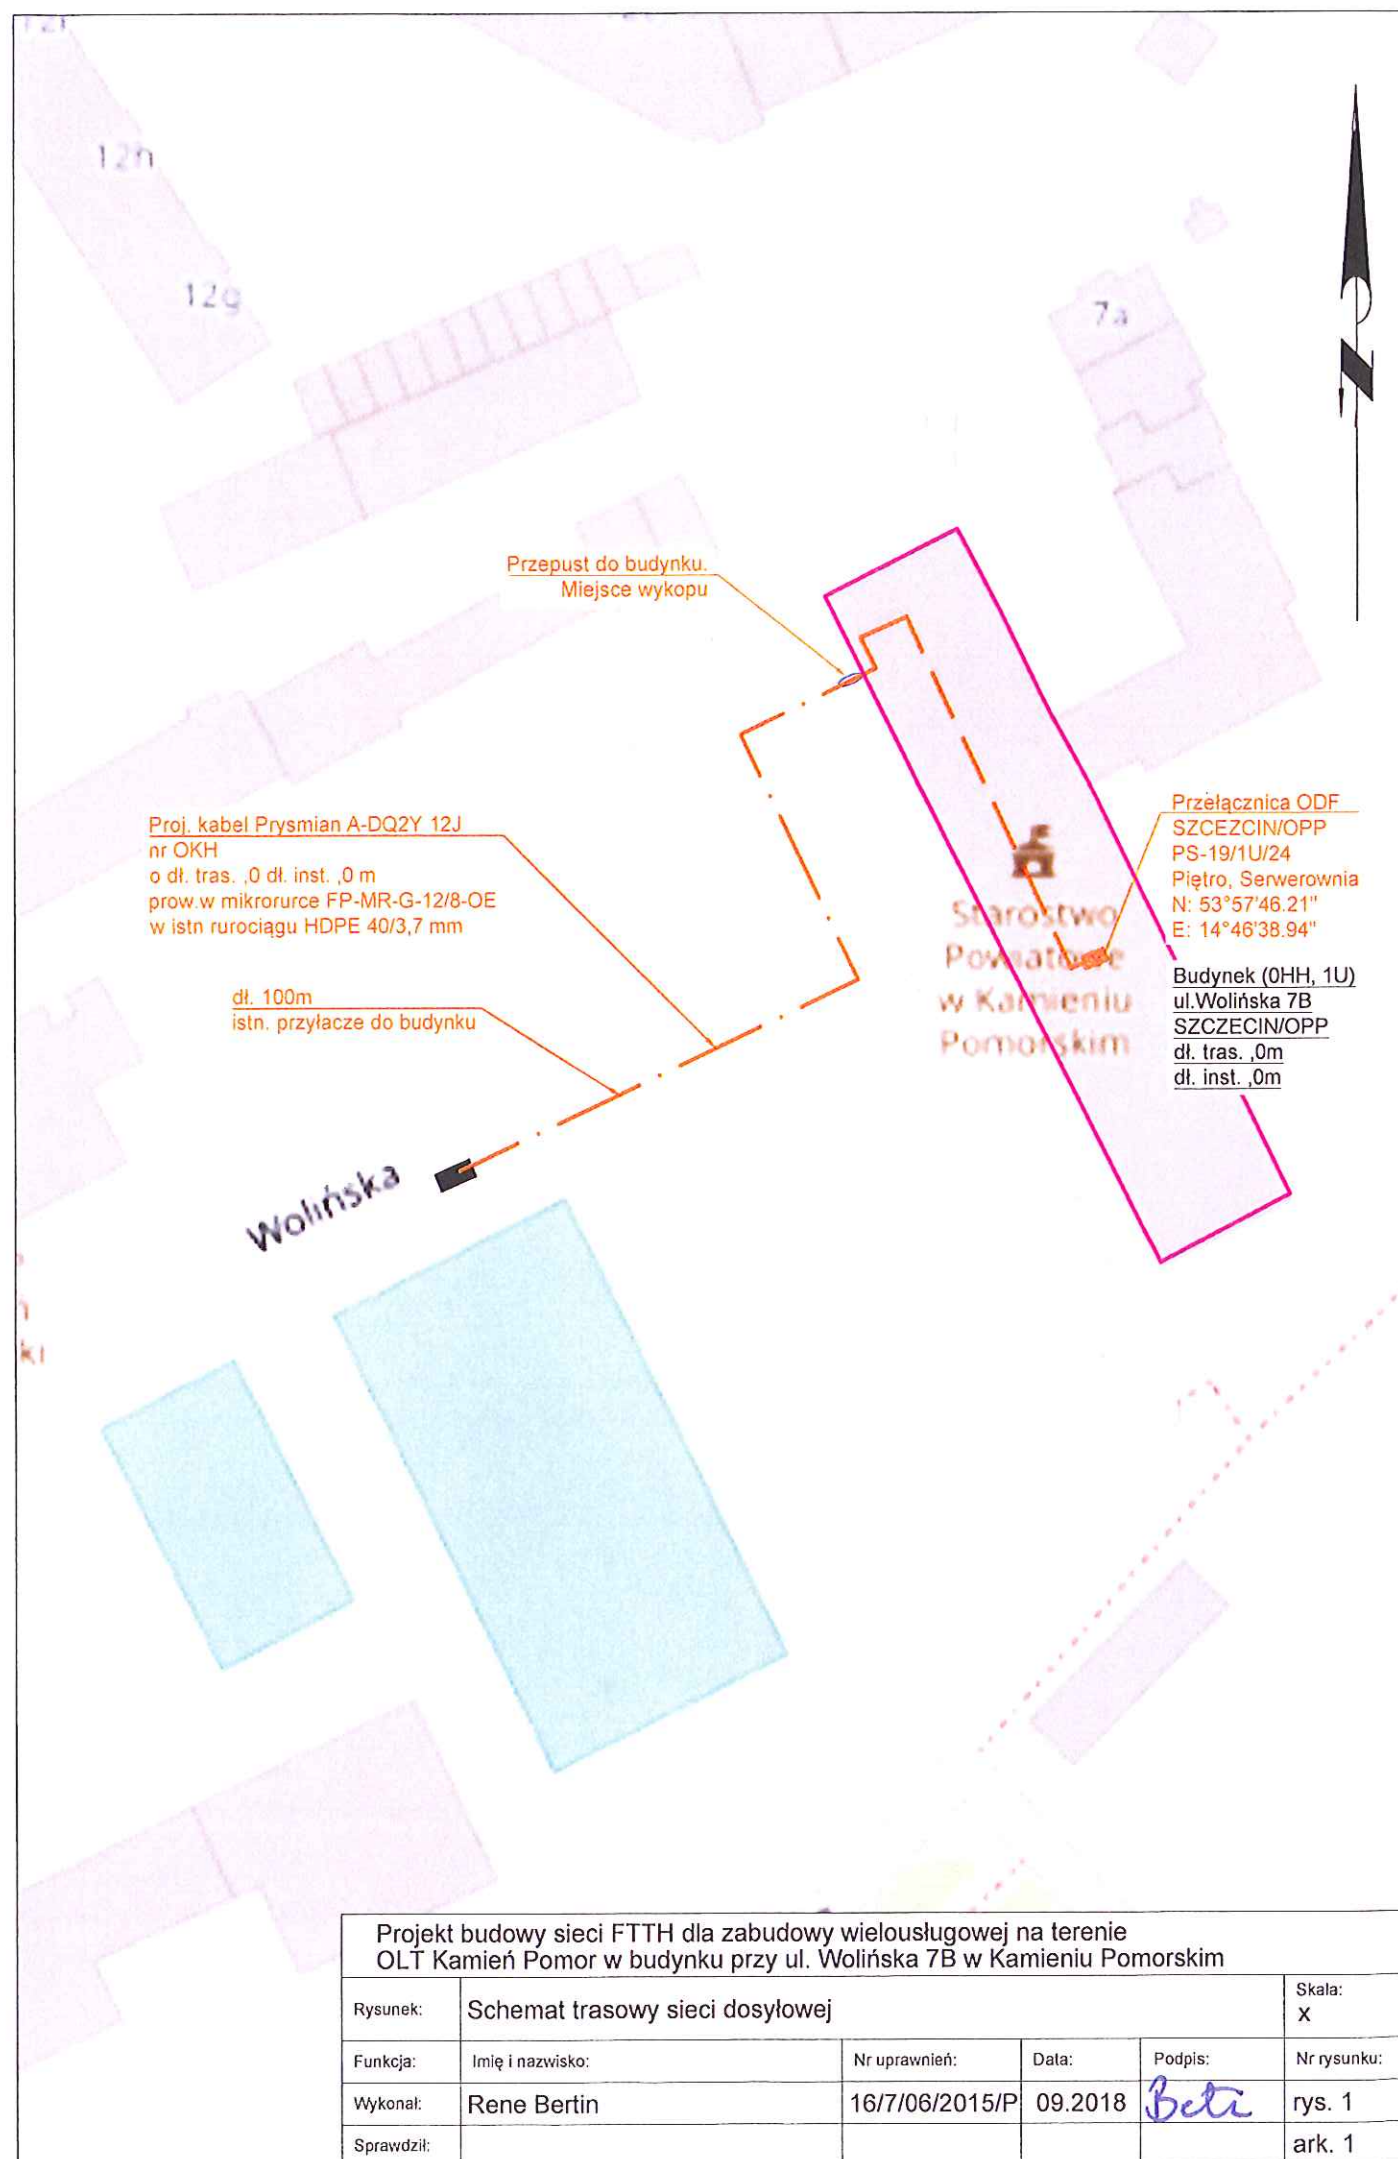 12h
12g
7a
Przepust do budynku.
Miejsce wykopu
Proj. kabel Prysmian A-DQ2Y 12J
nr OKH
o dł. tras. ,0 dł. inst. ,0 m
prow.w mikrorurce FP-MR-G-12/8-OE
w istn rurociągu HDPE 40/3,7 mm
dł. 100m
istn. przyłacze do budynku
Przełącznica ODF
SZCEZCIN/OPP
PS-19/1U/24
Piętro, Serwerownia
N: 53°57'46.21"
E: 14°46'38.94"
Starostwo
Powiatowe
w Kamieniu
Pomorskim
Budynek (0HH, 1U)
ul.Wolińska 7B
SZCZECIN/OPP
dł. tras. ,0m
dł. inst. ,0m
Wolińska
ki
Projekt budowy sieci FTTH dla zabudowy wielousługowej na terenie
OLT Kamień Pomor w budynku przy ul. Wolińska 7B w Kamieniu Pomorskim
Rysunek: Schemat trasowy sieci dosyłowej Skala:
X
Funkcja: Imię i nazwisko: Nr uprawnień: Data: Podpis: Nr rysunku:
Wykonał: Rene Bertin 16/7/06/2015/P 09.2018 rys. 1
Sprawdził: ark. 1